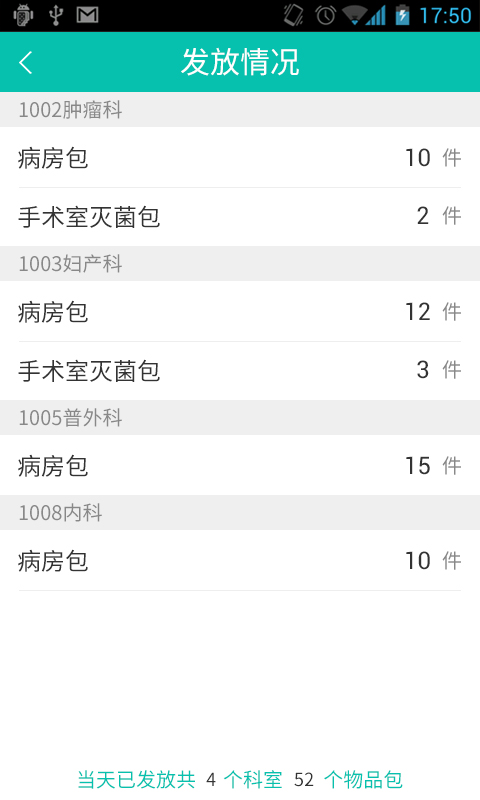 17:50
发放情况
1002肿瘤科
病房包 10 件
手术室灭菌包 2 件
1003妇产科
病房包 12 件
手术室灭菌包 3 件
1005普外科
病房包 15 件
1008内科
病房包 10 件
当天已发放共 4 个科室 52 个物品包